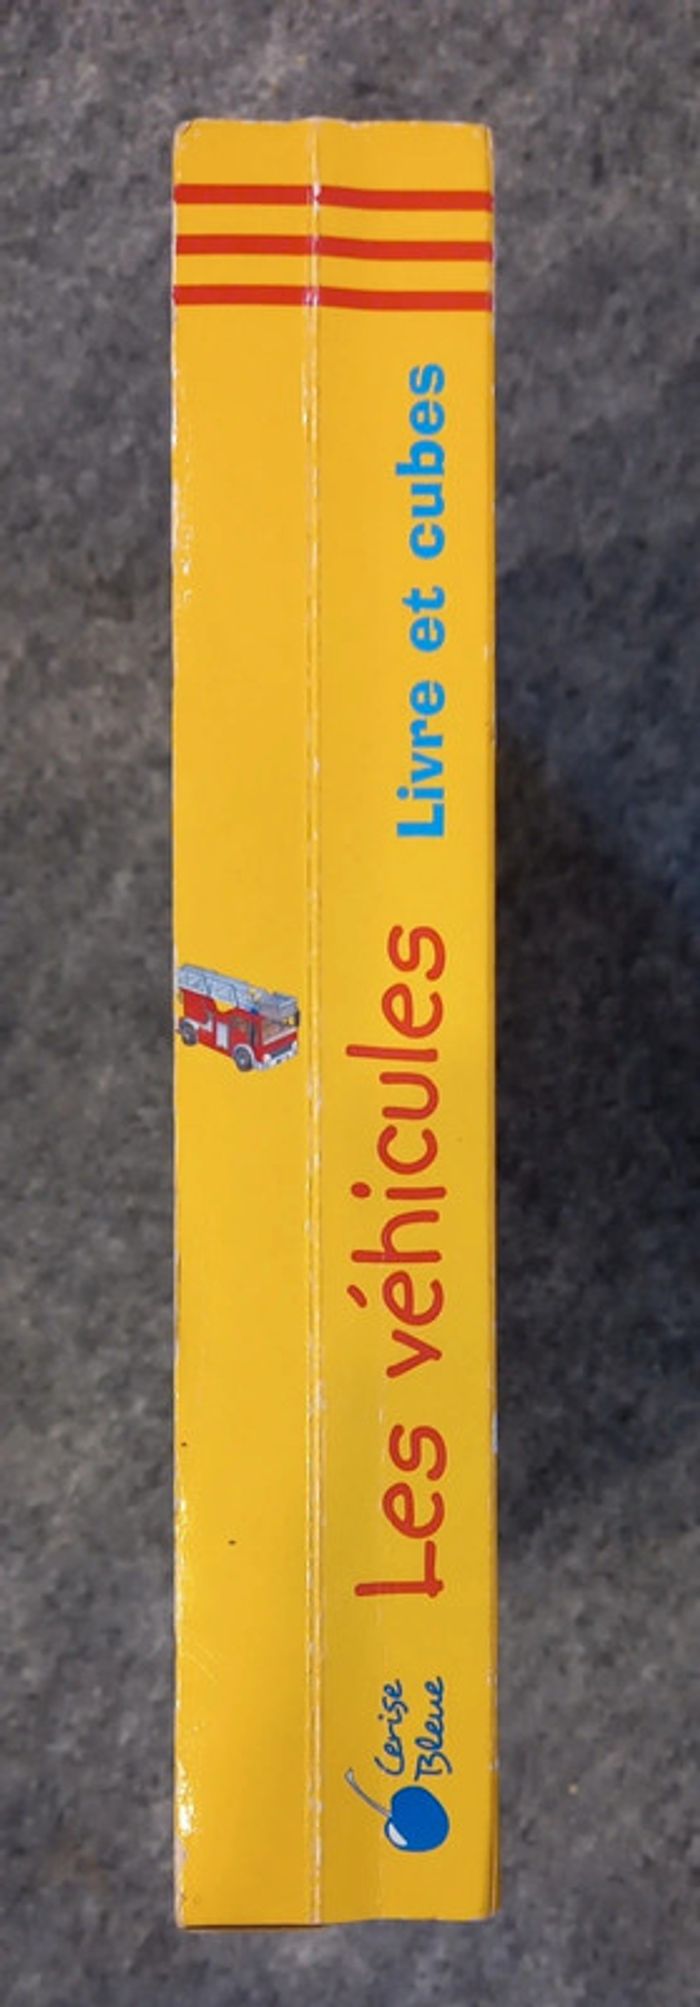 Cerise
Bleue
Les véhicules Livre et cubes